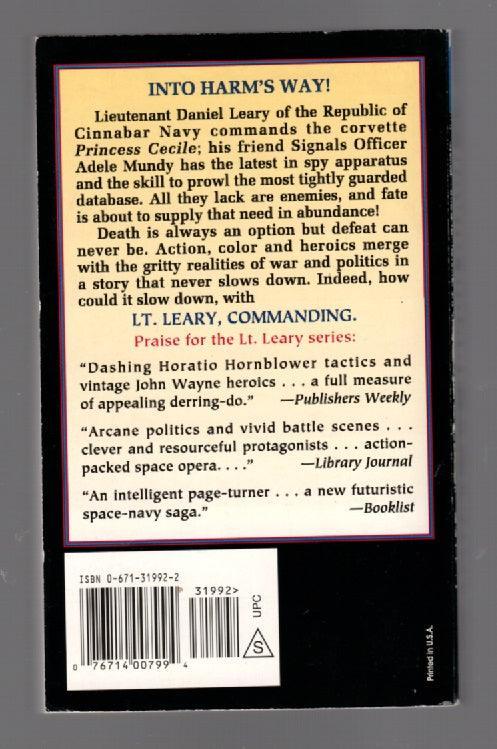 INTO HARM'S WAY!
Lieutenant Daniel Leary of the Republic of
Cinnabar Navy commands the corvette
Princess Cecile; his friend Signals Officer
Adele Mundy has the latest in spy apparatus
and the skill to prowl the most tightly guarded
database. All they lack are enemies, and fate
is about to supply that need in abundance!
Death is always an option but defeat can
never be. Action, color and heroics merge
with the gritty realities of war and politics in
a story that never slows down. Indeed, how
could it slow down, with
LT. LEARY, COMMANDING.
Praise for the Lt. Leary series:
“Dashing Horatio Hornblower tactics and
vintage John Wayne heroics . . . a full measure
of appealing derring-do.” —Publishers Weekly
“Arcane politics and vivid battle scenes . . .
clever and resourceful protagonists . . . action-
packed space opera. . . .” —Library Journal
“An intelligent page-turner . . . a new futuristic
space-navy saga.” —Booklist
ISBN 0-671-31992-2
31992>
0 76714 00799 4
S
UPC
Printed in U.S.A.